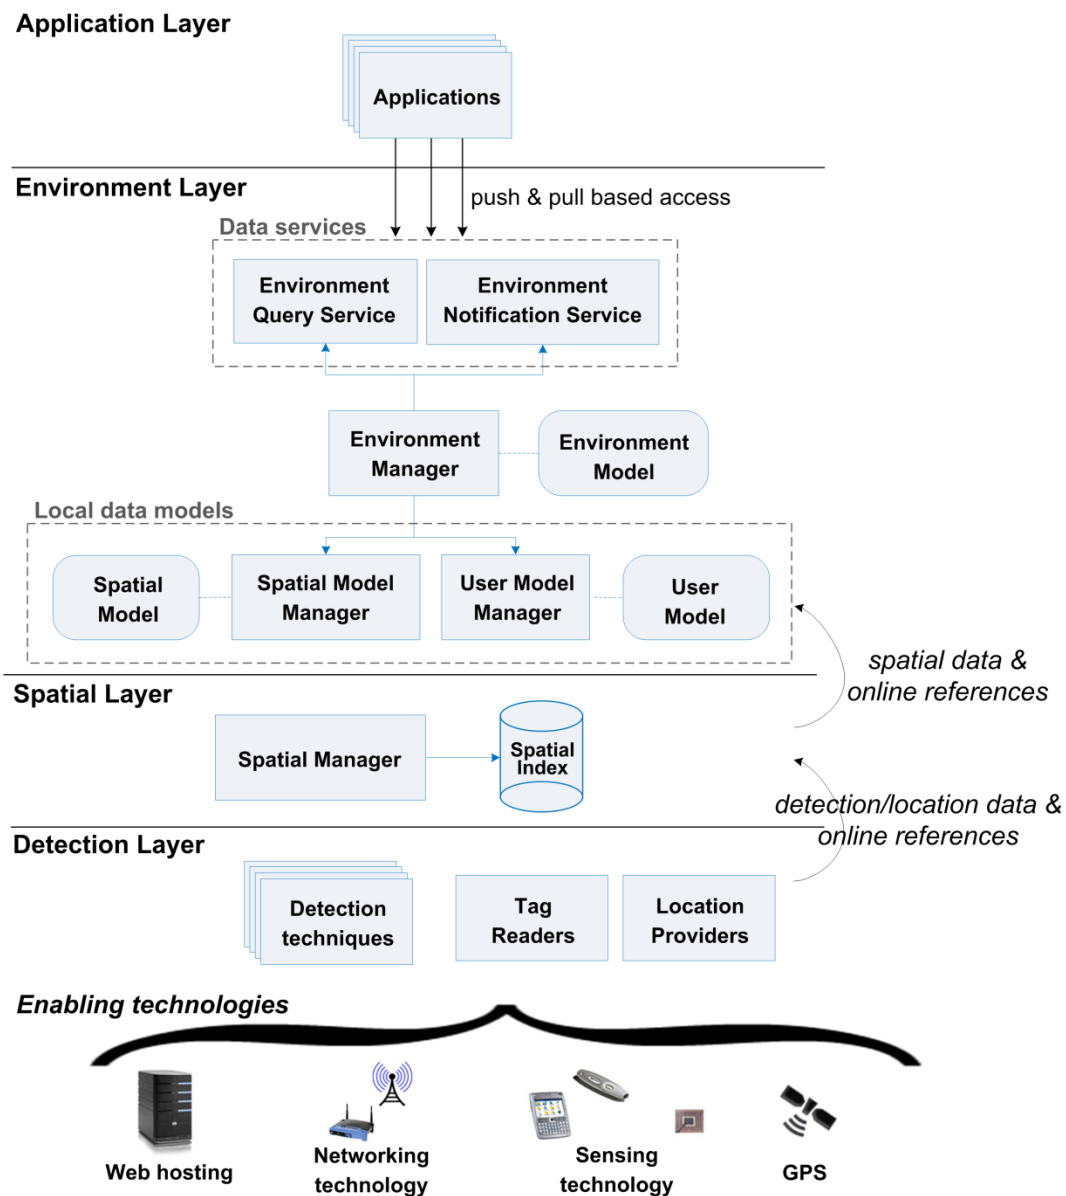 Application Layer
Applications
Environment Layer
push & pull based access
Data services
Environment
Query Service
Environment
Notification Service
Environment
Manager
Environment
Model
Local data models
Spatial
Model
Spatial Model
Manager
User Model
Manager
User
Model
spatial data &
online references
Spatial Layer
Spatial Manager
Spatial
Index
detection/location data &
online references
Detection Layer
Detection
techniques
Tag
Readers
Location
Providers
Enabling technologies
Web hosting
Networking
technology
Sensing
technology
GPS